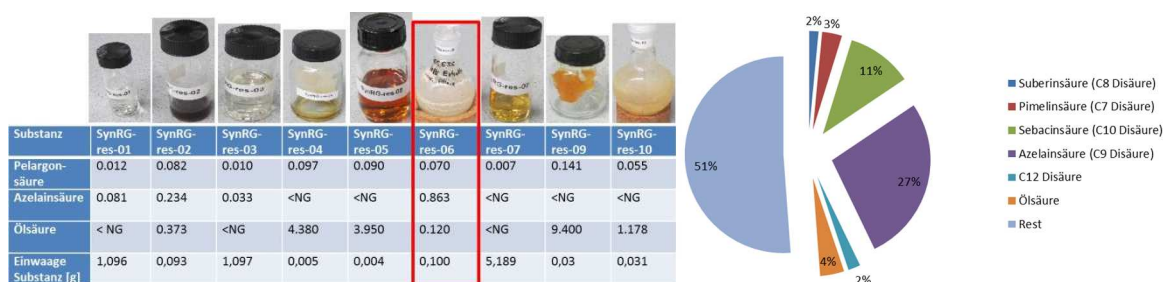 SynRG-res-01
SynRG-res-05
Substanz SynRG-res-01 SynRG-res-02 SynRG-res-03 SynRG-res-04 SynRG-res-05 SynRG-res-06 SynRG-res-07 SynRG-res-09 SynRG-res-10
Pelargon-säure 0.012 0.082 0.010 0.097 0.090 0.070 0.007 0.141 0.055
Azelainsäure 0.081 0.234 0.033 <NG <NG 0.863 <NG <NG <NG
Ölsäure < NG 0.373 <NG 4.380 3.950 0.120 <NG 9.400 1.178
Einwaage Substanz [g] 1,096 0,093 1,097 0,005 0,004 0,100 5,189 0,03 0,031
2%
3%
11%
27%
2%
4%
51%
Suberinsäure (C8 Disäure)
Pimelinsäure (C7 Disäure)
Sebacinsäure (C10 Disäure)
Azelainsäure (C9 Disäure)
C12 Disäure
Ölsäure
Rest